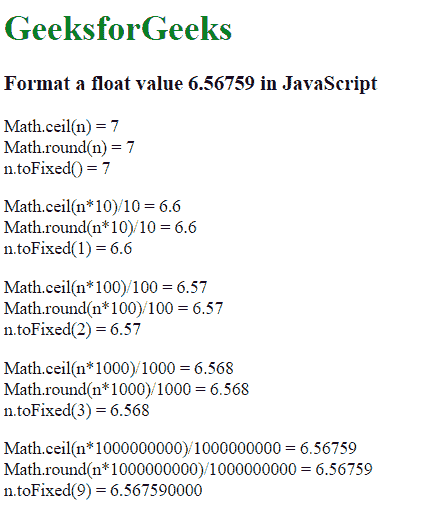 GeeksforGeeks
Format a float value 6.56759 in JavaScript
Math.ceil(n) = 7
Math.round(n) = 7
n.toFixed() = 7
Math.ceil(n*10)/10 = 6.6
Math.round(n*10)/10 = 6.6
n.toFixed(1) = 6.6
Math.ceil(n*100)/100 = 6.57
Math.round(n*100)/100 = 6.57
n.toFixed(2) = 6.57
Math.ceil(n*1000)/1000 = 6.568
Math.round(n*1000)/1000 = 6.568
n.toFixed(3) = 6.568
Math.ceil(n*1000000000)/1000000000 = 6.56759
Math.round(n*1000000000)/1000000000 = 6.56759
n.toFixed(9) = 6.567590000